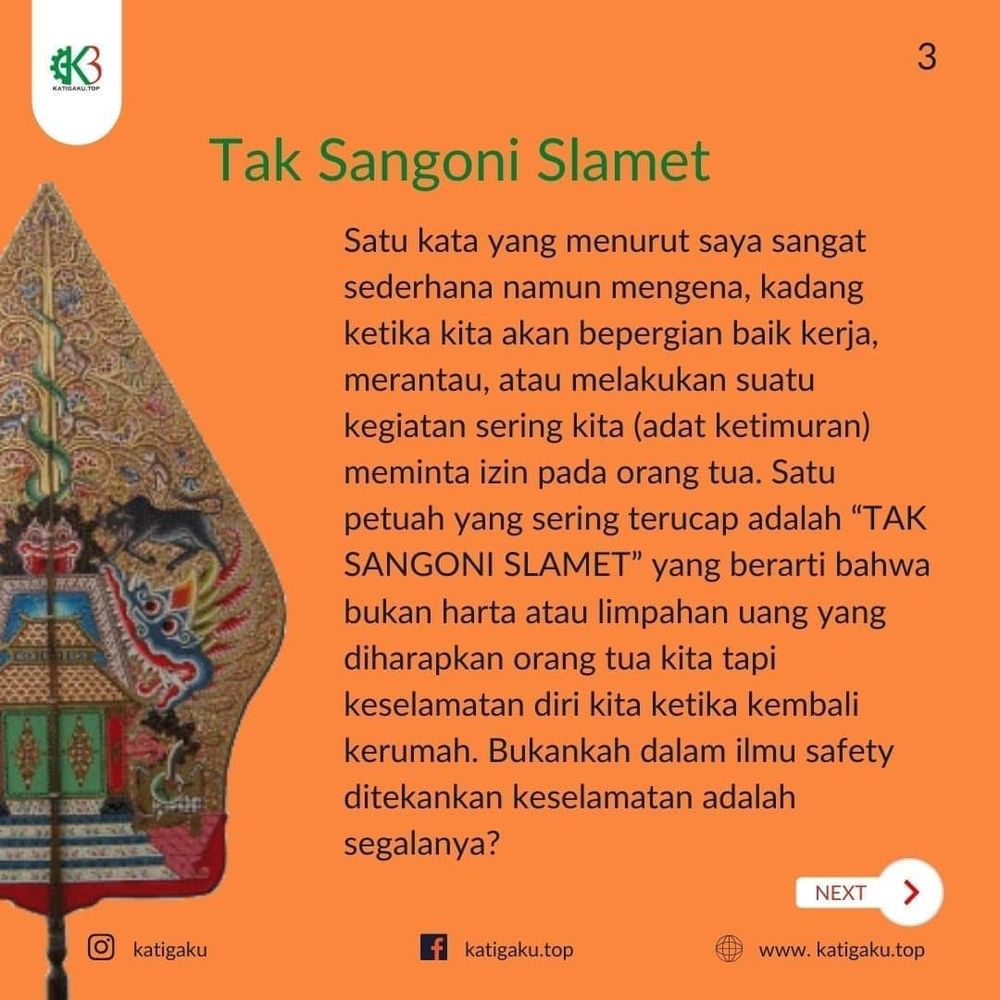 K3
KATIGAKU.TOP
3
Tak Sangoni Slamet
Satu kata yang menurut saya sangat
sederhana namun mengena, kadang
ketika kita akan bepergian baik kerja,
merantau, atau melakukan suatu
kegiatan sering kita (adat ketimuran)
meminta izin pada orang tua. Satu
petuah yang sering terucap adalah “TAK
SANGONI SLAMET” yang berarti bahwa
bukan harta atau limpahan uang yang
diharapkan orang tua kita tapi
keselamatan diri kita ketika kembali
kerumah. Bukankah dalam ilmu safety
ditekankan keselamatan adalah
segalanya?
NEXT
katigaku
katigaku.top
www. katigaku.top